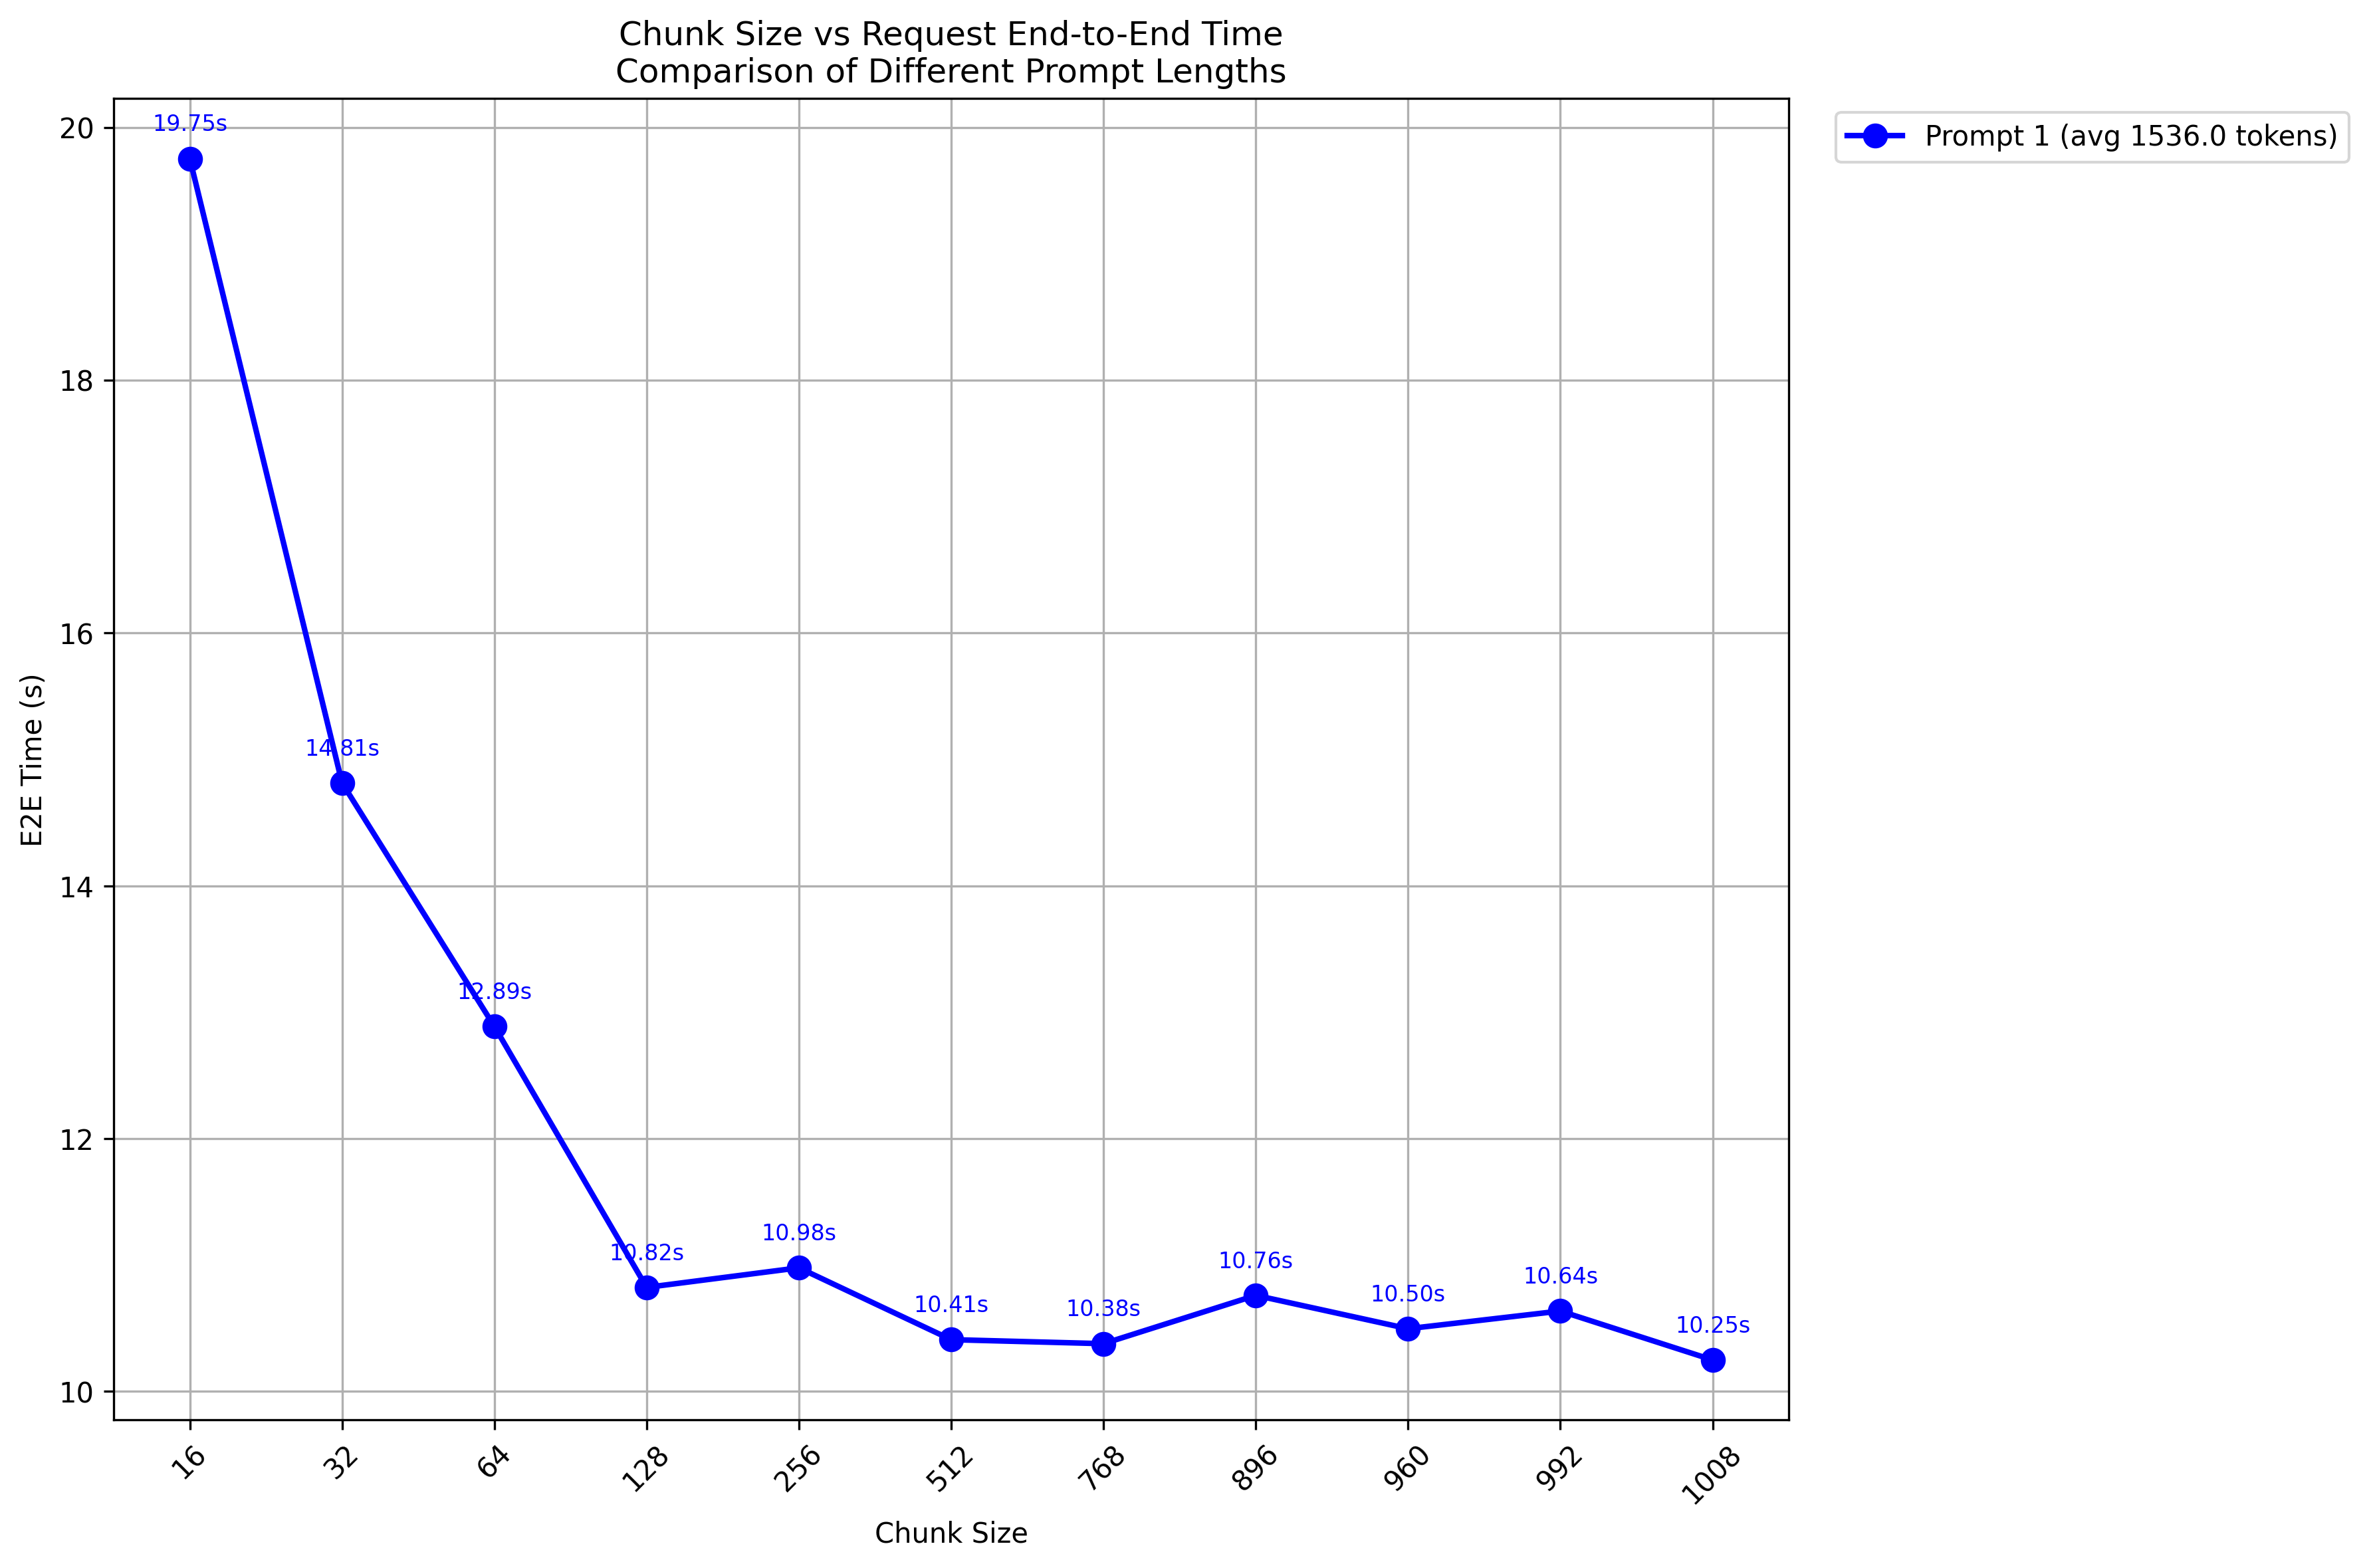 Chunk Size vs Request End-to-End Time
Comparison of Different Prompt Lengths
20
18
16
14
12
10
E2E Time (s)
19.75s
14.81s
12.89s
10.82s
10.98s
10.41s
10.38s
10.76s
10.50s
10.64s
10.25s
16
32
64
128
256
512
768
896
960
992
1008
Chunk Size
Prompt 1 (avg 1536.0 tokens)